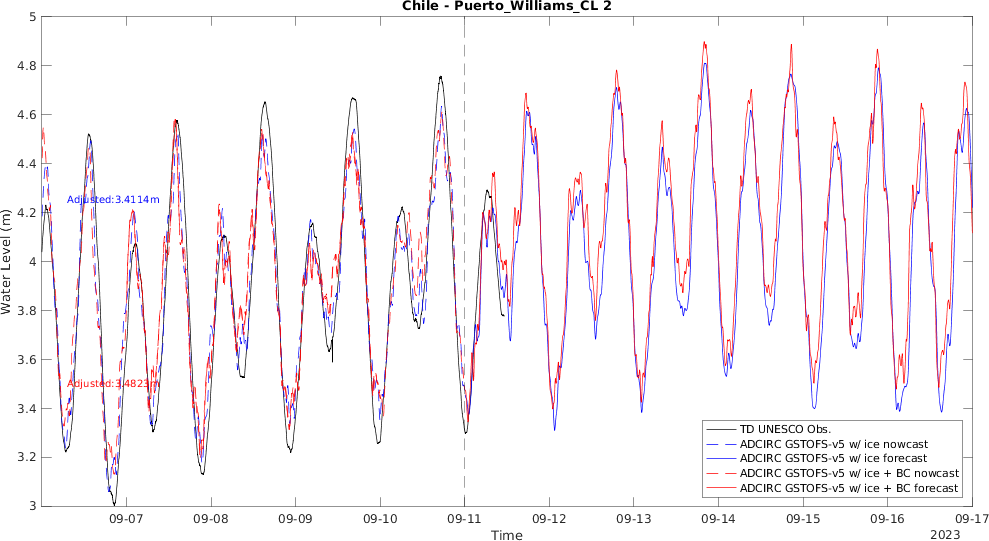 Chile - Puerto_Williams_CL 2
Water Level (m)
5
4.8
4.6
4.4
4.2
4
3.8
3.6
3.4
3.2
3
Adjusted:3.4114m
Adjusted:3.4823m
TD UNESCO Obs.
ADCIRC GSTOFS-v5 w/ ice nowcast
ADCIRC GSTOFS-v5 w/ ice forecast
ADCIRC GSTOFS-v5 w/ ice + BC nowcast
ADCIRC GSTOFS-v5 w/ ice + BC forecast
09-07 09-08 09-09 09-10 09-11 09-12 09-13 09-14 09-15 09-16 09-17
Time
2023